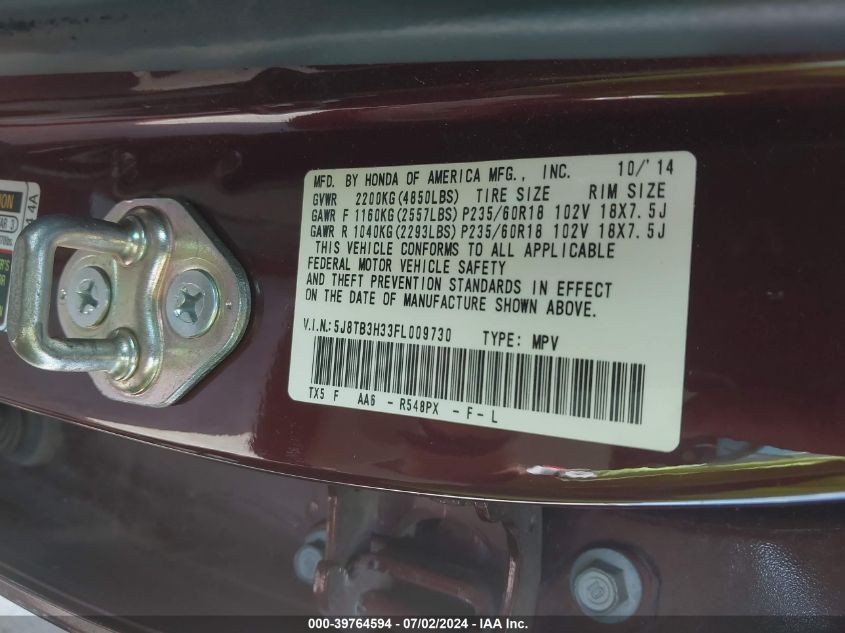 MFD. BY HONDA OF AMERICA MFG., INC. 10/'14
GVWR 2200KG(4850LBS) TIRE SIZE RIM SIZE
GAWR F 1160KG(2557LBS) P235/60R18 102V 18X7.5J
GAWR R 1040KG(2293LBS) P235/60R18 102V 18X7.5J
THIS VEHICLE CONFORMS TO ALL APPLICABLE
FEDERAL MOTOR VEHICLE SAFETY
AND THEFT PREVENTION STANDARDS IN EFFECT
ON THE DATE OF MANUFACTURE SHOWN ABOVE.
V.I.N.:5J8TB3H33FL009730 TYPE: MPV
TX5 F AA6 - R548PX - F-L
4A
000-39764594 - 07/02/2024 - IAA Inc.